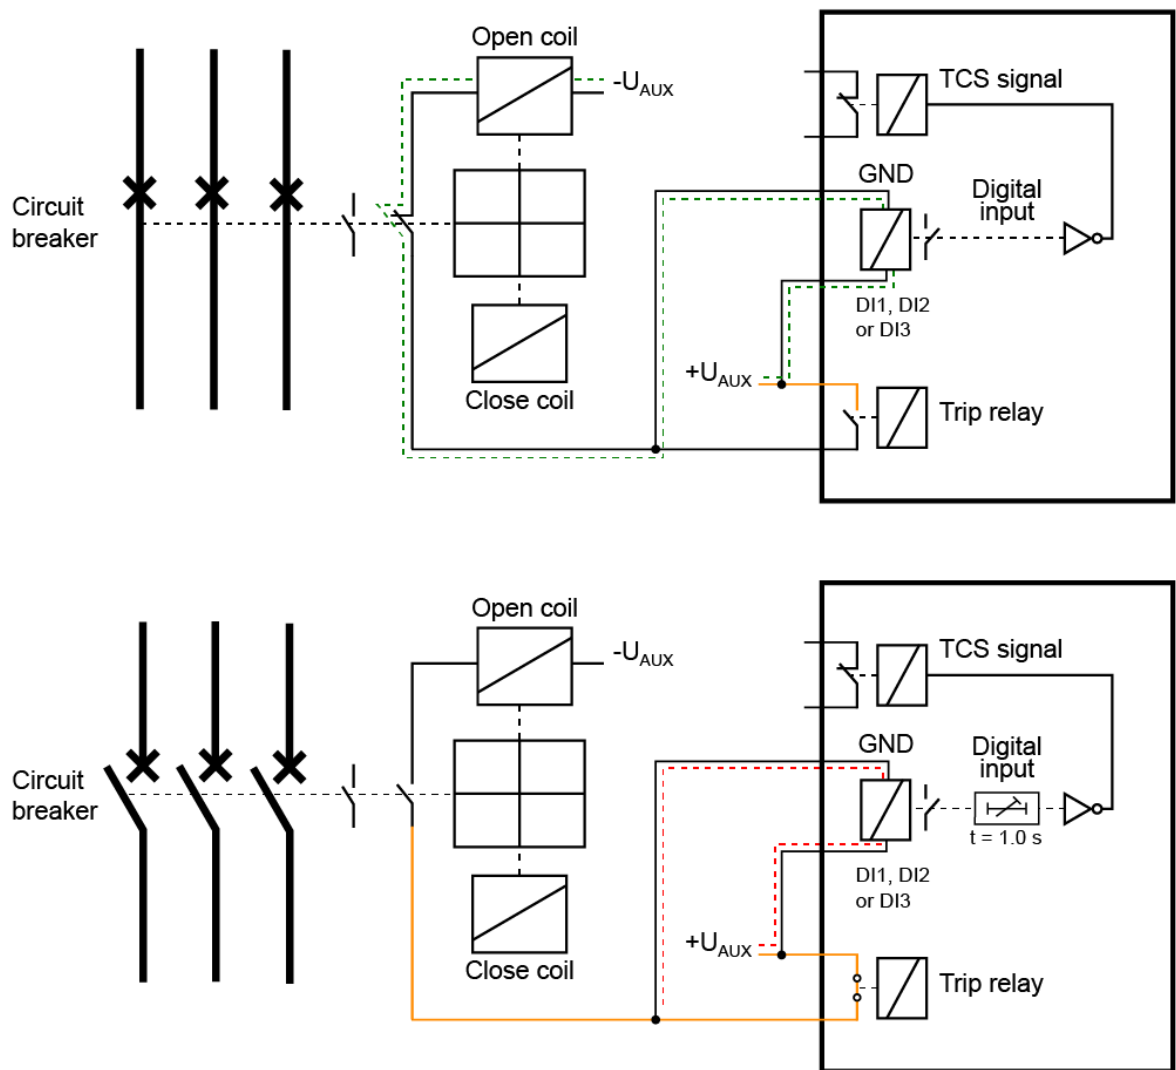 Open coil
-UAUX
TCS signal
GND
Digital
input
Circuit
breaker
DI1, DI2
or DI3
+UAUX
Close coil
Trip relay
Open coil
-UAUX
TCS signal
GND
Digital
input
Circuit
breaker
t = 1.0 s
DI1, DI2
or DI3
+UAUX
Close coil
Trip relay